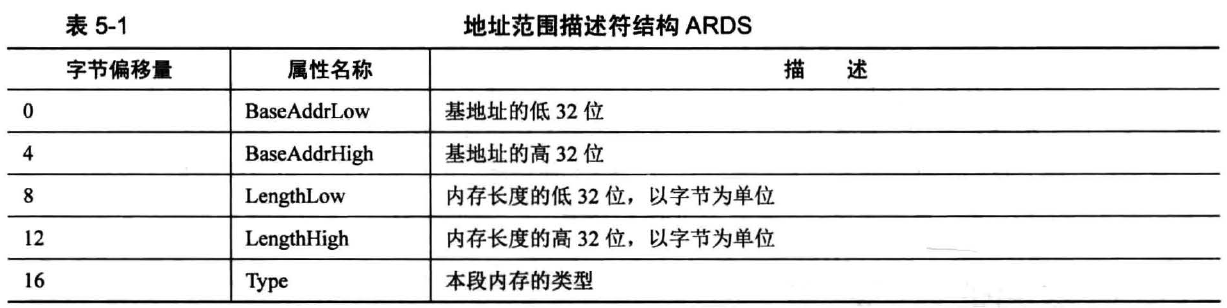 表 5-1 地址范围描述符结构 ARDS
字节偏移量 属性名称 描 述
0 BaseAddrLow 基地址的低 32 位
4 BaseAddrHigh 基地址的高 32 位
8 LengthLow 内存长度的低 32 位，以字节为单位
12 LengthHigh 内存长度的高 32 位，以字节为单位
16 Type 本段内存的类型